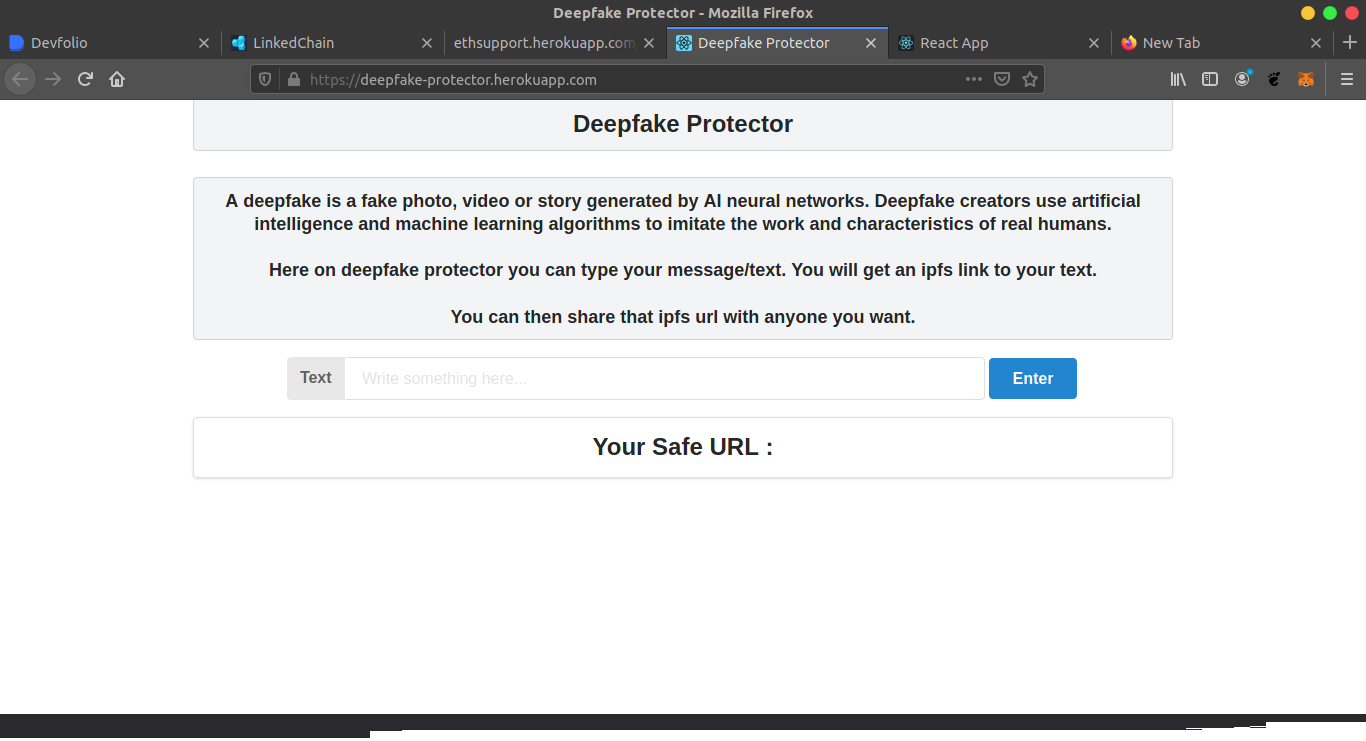 Deepfake Protector - Mozilla Firefox
Devfolio
LinkedChain
ethsupport.herokuapp.com
Deepfake Protector
React App
New Tab
https://deepfake-protector.herokuapp.com
Deepfake Protector
A deepfake is a fake photo, video or story generated by AI neural networks. Deepfake creators use artificial
intelligence and machine learning algorithms to imitate the work and characteristics of real humans.
Here on deepfake protector you can type your message/text. You will get an ipfs link to your text.
You can then share that ipfs url with anyone you want.
Text
Write something here...
Enter
Your Safe URL :